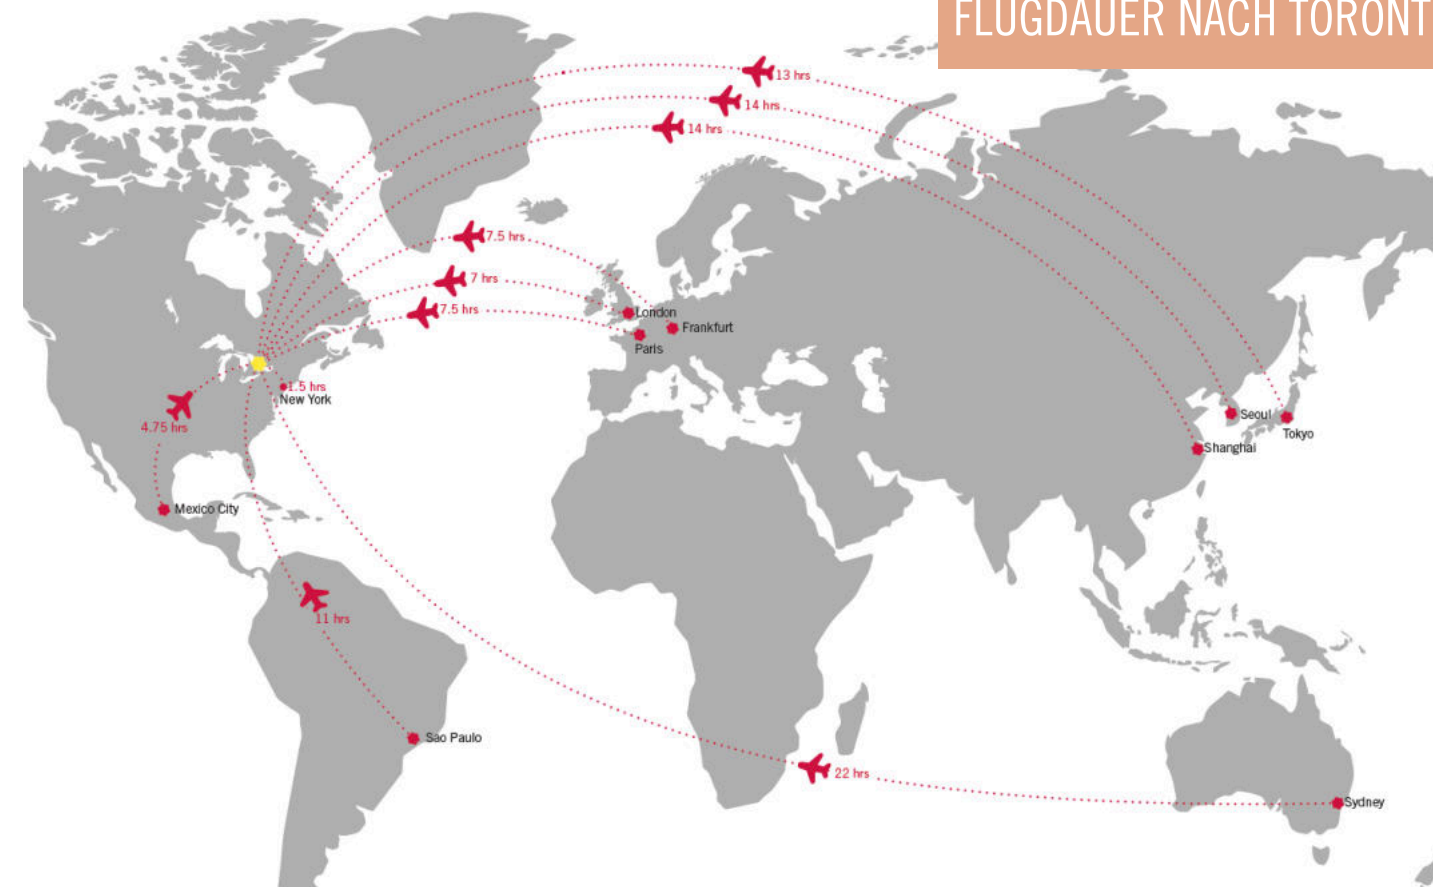 FLUGDAUER NACH TORONT
13 hrs
14 hrs
14 hrs
7.5 hrs
7 hrs
7.5 hrs
London
Frankfurt
Paris
1.5 hrs
New York
4.75 hrs
Seoul
Tokyo
Shanghai
Mexico City
11 hrs
Sao Paulo
22 hrs
Sydney